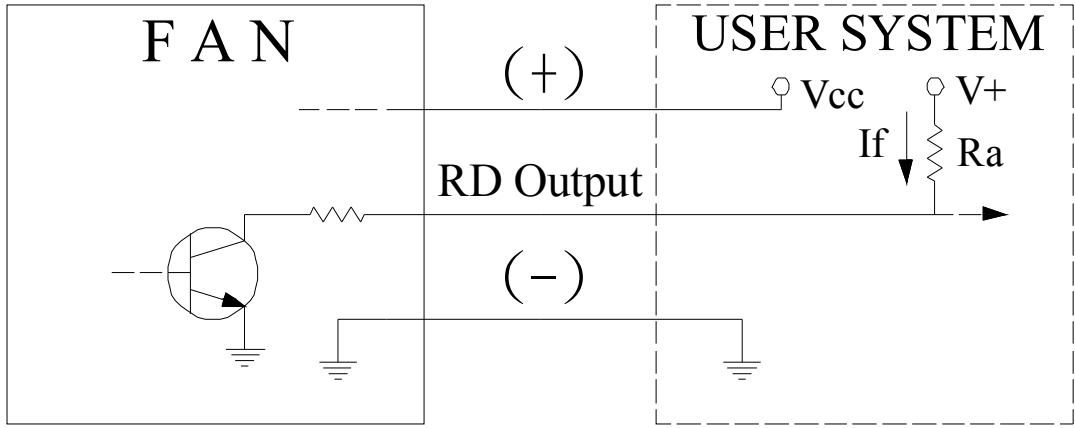 F A N
USER SYSTEM
(+)
Vcc
V+
If
Ra
RD Output
(−)